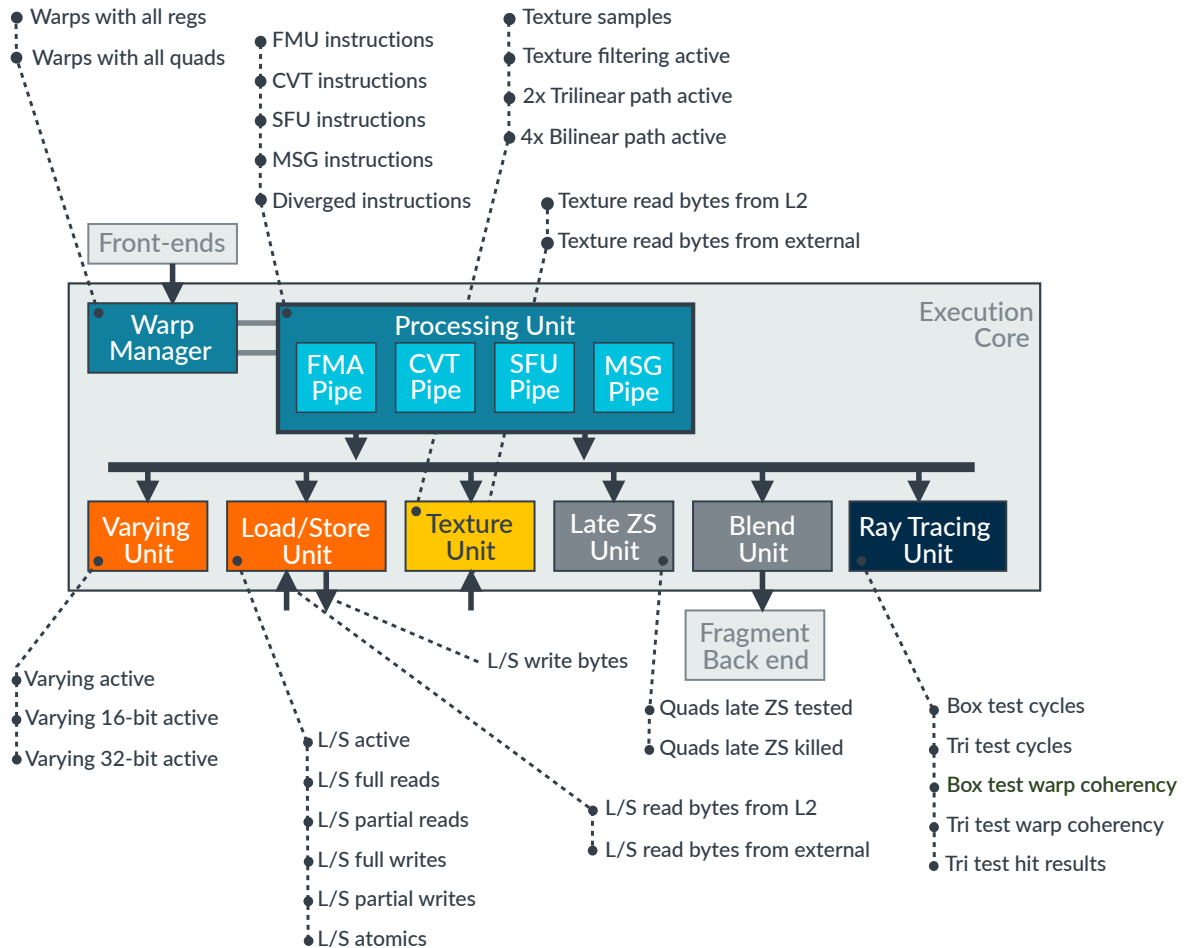 Warps with all regs
Warps with all quads
FMU instructions
CVT instructions
SFU instructions
MSG instructions
Diverged instructions
Texture samples
Texture filtering active
2x Trilinear path active
4x Bilinear path active
Texture read bytes from L2
Texture read bytes from external
Front-ends
Execution
Core
Warp
Manager
Processing Unit
FMA
Pipe
CVT
Pipe
SFU
Pipe
MSG
Pipe
Varying
Unit
Load/Store
Unit
Texture
Unit
Late ZS
Unit
Blend
Unit
Ray Tracing
Unit
Fragment
Back end
L/S write bytes
Varying active
Varying 16-bit active
Varying 32-bit active
L/S active
L/S full reads
L/S partial reads
L/S full writes
L/S partial writes
L/S atomics
L/S read bytes from L2
L/S read bytes from external
Quads late ZS tested
Quads late ZS killed
Box test cycles
Tri test cycles
Box test warp coherency
Tri test warp coherency
Tri test hit results